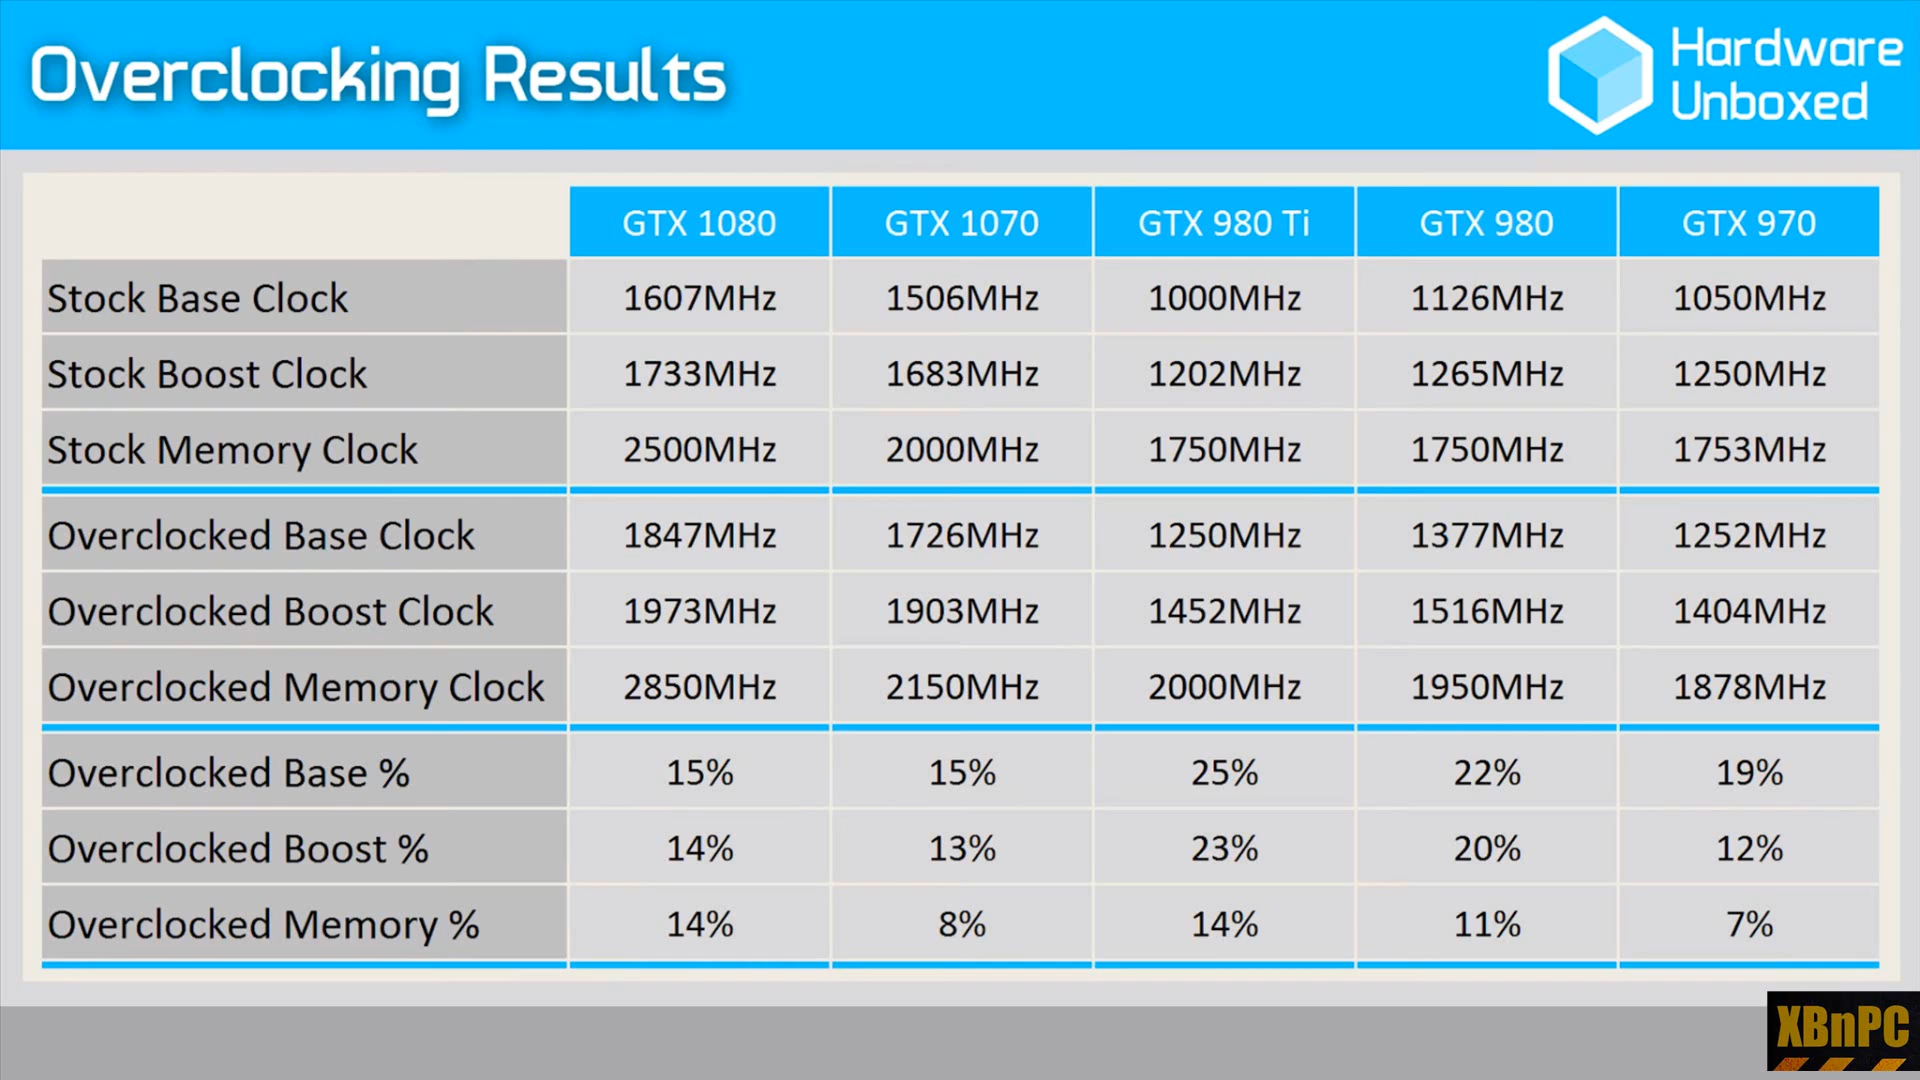 Overclocking Results
Hardware
Unboxed
GTX 1080 GTX 1070 GTX 980 Ti GTX 980 GTX 970
Stock Base Clock 1607MHz 1506MHz 1000MHz 1126MHz 1050MHz
Stock Boost Clock 1733MHz 1683MHz 1202MHz 1265MHz 1250MHz
Stock Memory Clock 2500MHz 2000MHz 1750MHz 1750MHz 1753MHz
Overclocked Base Clock 1847MHz 1726MHz 1250MHz 1377MHz 1252MHz
Overclocked Boost Clock 1973MHz 1903MHz 1452MHz 1516MHz 1404MHz
Overclocked Memory Clock 2850MHz 2150MHz 2000MHz 1950MHz 1878MHz
Overclocked Base % 15% 15% 25% 22% 19%
Overclocked Boost % 14% 13% 23% 20% 12%
Overclocked Memory % 14% 8% 14% 11% 7%
XBnPC